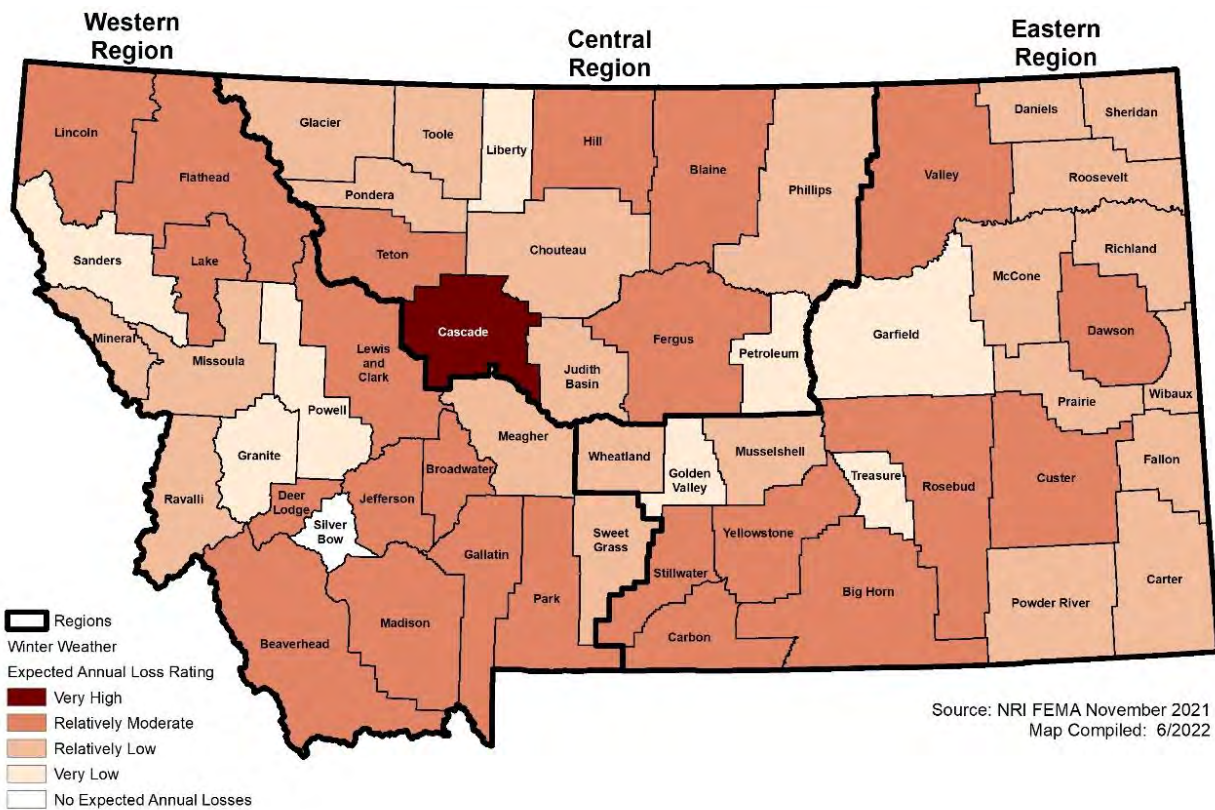 Western
Region
Central
Region
Eastern
Region
Lincoln
Flathead
Glacier
Toole
Liberty
Hill
Blaine
Phillips
Valley
Daniels
Sheridan
Roosevelt
Pondera
Teton
Chouteau
Richland
McCone
Sanders
Lake
Cascade
Fergus
Petroleum
Garfield
Dawson
Mineral
Missoula
Lewis
and
Clark
Judith
Basin
Prairie
Wibaux
Powell
Granite
Meagher
Wheatland
Golden
Valley
Musselshell
Treasure
Rosebud
Custer
Fallon
Ravalli
Deer
Lodge
Jefferson
Broadwater
Silver
Bow
Gallatin
Sweet
Grass
Stillwater
Yellowstone
Park
Big Horn
Powder River
Carter
Beaverhead
Madison
Carbon
Regions
Winter Weather
Expected Annual Loss Rating
Very High
Relatively Moderate
Relatively Low
Very Low
No Expected Annual Losses
Source: NRI FEMA November 2021
Map Compiled: 6/2022